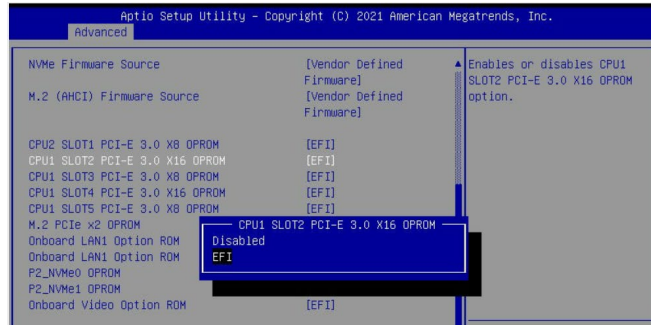 Aptio Setup Utility – Copyright (C) 2021 American Megatrends, Inc.
Advanced
NVMe Firmware Source [Vendor Defined Firmware]
M.2 (AHCI) Firmware Source [Vendor Defined Firmware]
CPU2 SLOT1 PCI-E 3.0 X8 OPROM [EFI]
CPU1 SLOT2 PCI-E 3.0 X16 OPROM [EFI]
CPU1 SLOT3 PCI-E 3.0 X8 OPROM [EFI]
CPU1 SLOT4 PCI-E 3.0 X16 OPROM [EFI]
CPU1 SLOT5 PCI-E 3.0 X8 OPROM [EFI]
M.2 PCIe x2 OPROM
Onboard LAN1 Option ROM
Onboard LAN1 Option ROM
P2_NVMe0 OPROM
P2_NVMe1 OPROM
Onboard Video Option ROM [EFI]
CPU1 SLOT2 PCI-E 3.0 X16 OPROM
Disabled
EFI
Enables or disables CPU1
SLOT2 PCI-E 3.0 X16 OPROM
option.